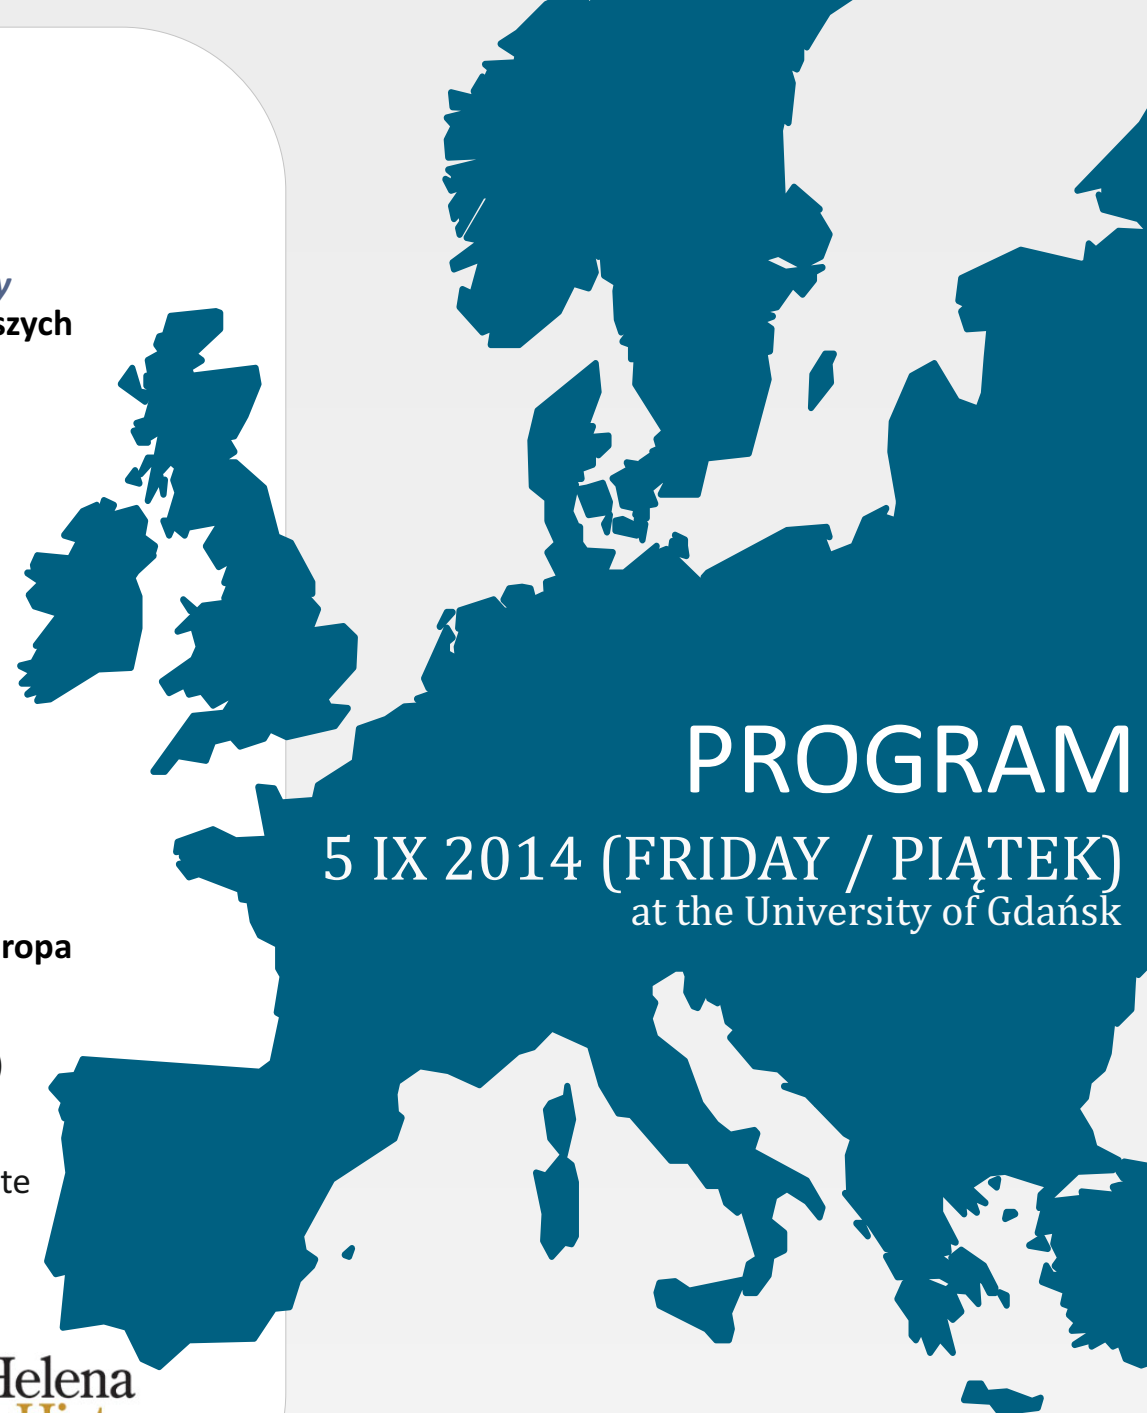 y
szych
PROGRAM
5 IX 2014 (FRIDAY / PIĄTEK)
at the University of Gdańsk
ropa
)
te
Helena